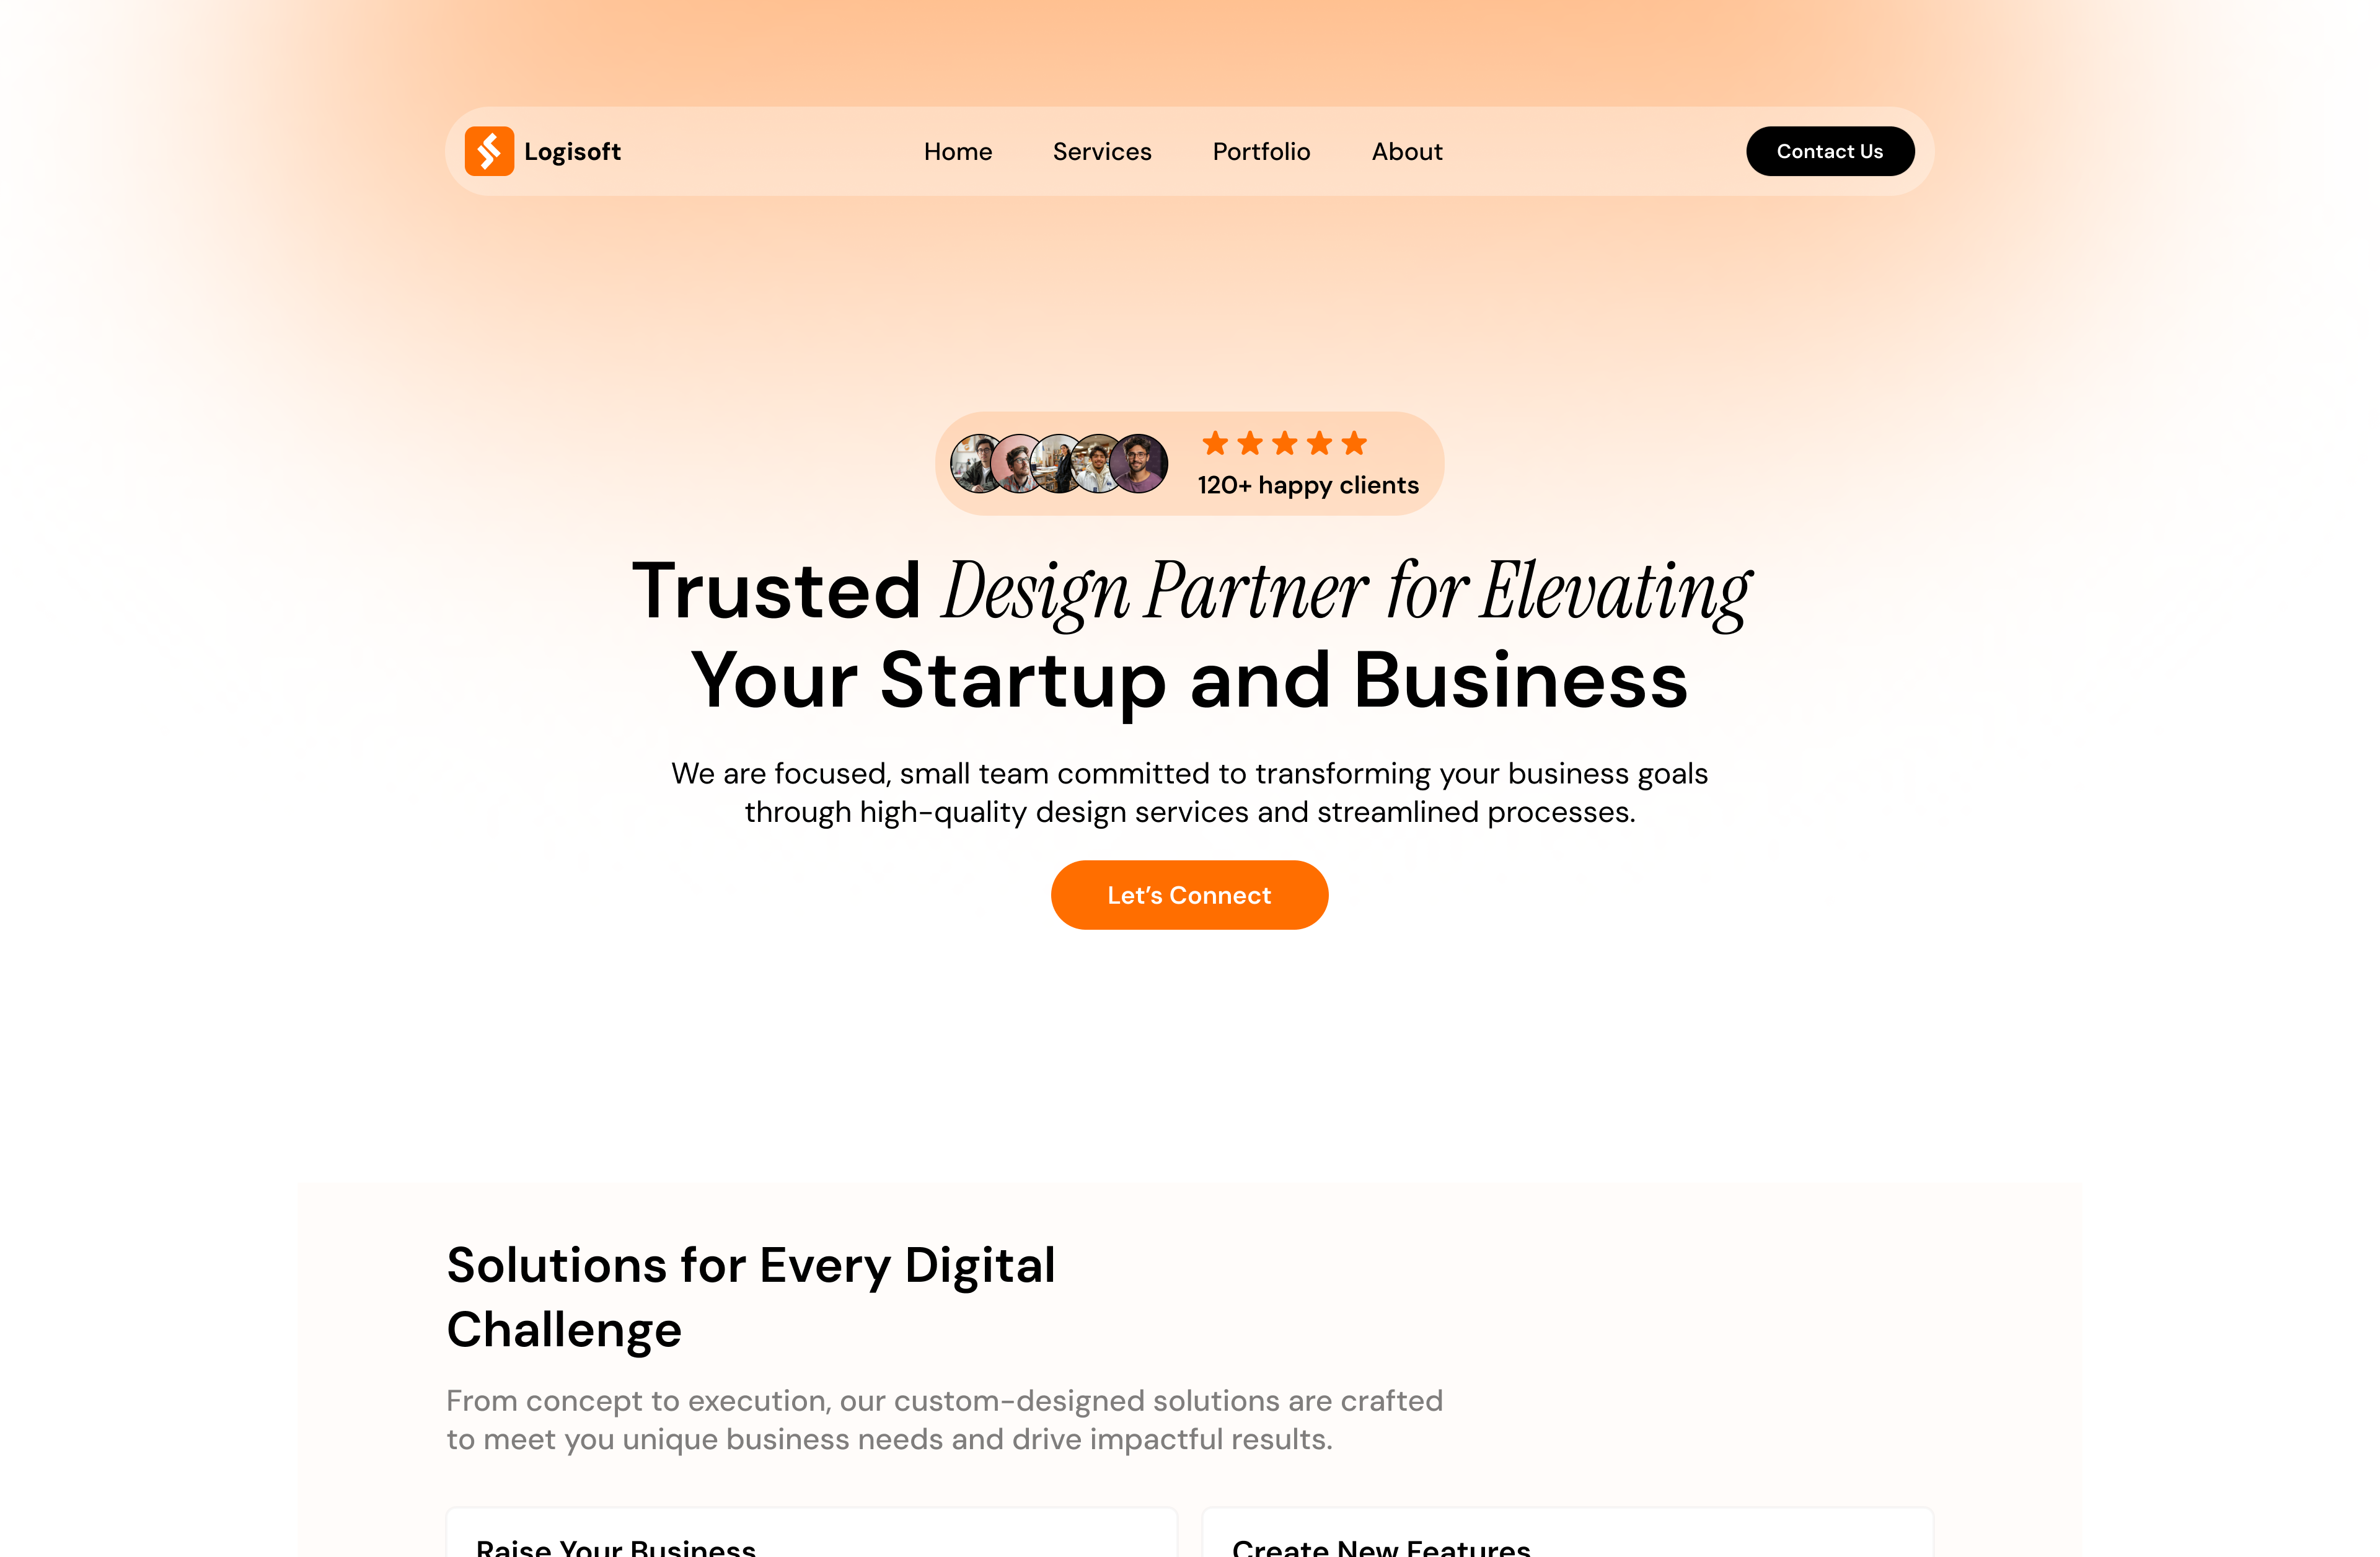 Logisoft
Home
Services
Portfolio
About
Contact Us
120+ happy clients
Trusted Design Partner for Elevating
Your Startup and Business
We are focused, small team committed to transforming your business goals
through high-quality design services and streamlined processes.
Let’s Connect
Solutions for Every Digital
Challenge
From concept to execution, our custom-designed solutions are crafted
to meet you unique business needs and drive impactful results.
Raise Your Business
Create New Features